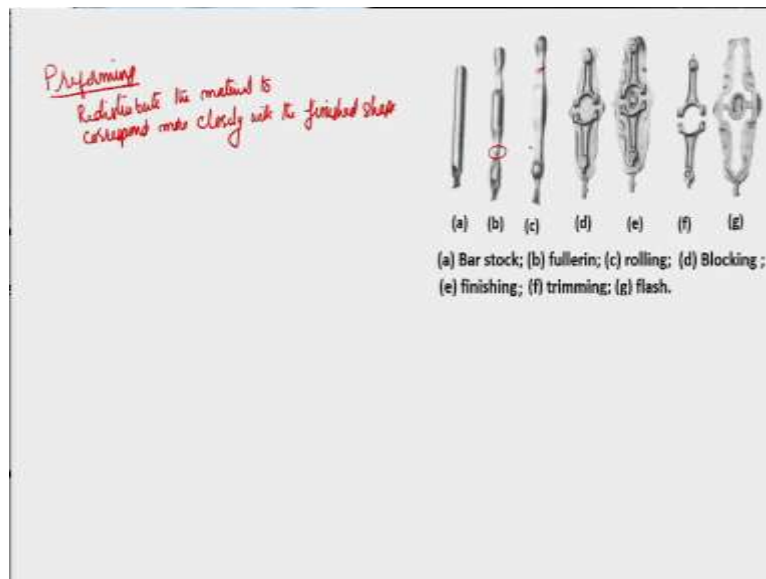 Preforming
Redistribute the material to
correspond more closely with the finished shape
(a) (b) (c) (d) (e) (f) (g)
(a) Bar stock; (b) fullerin; (c) rolling; (d) Blocking ;
(e) finishing; (f) trimming; (g) flash.